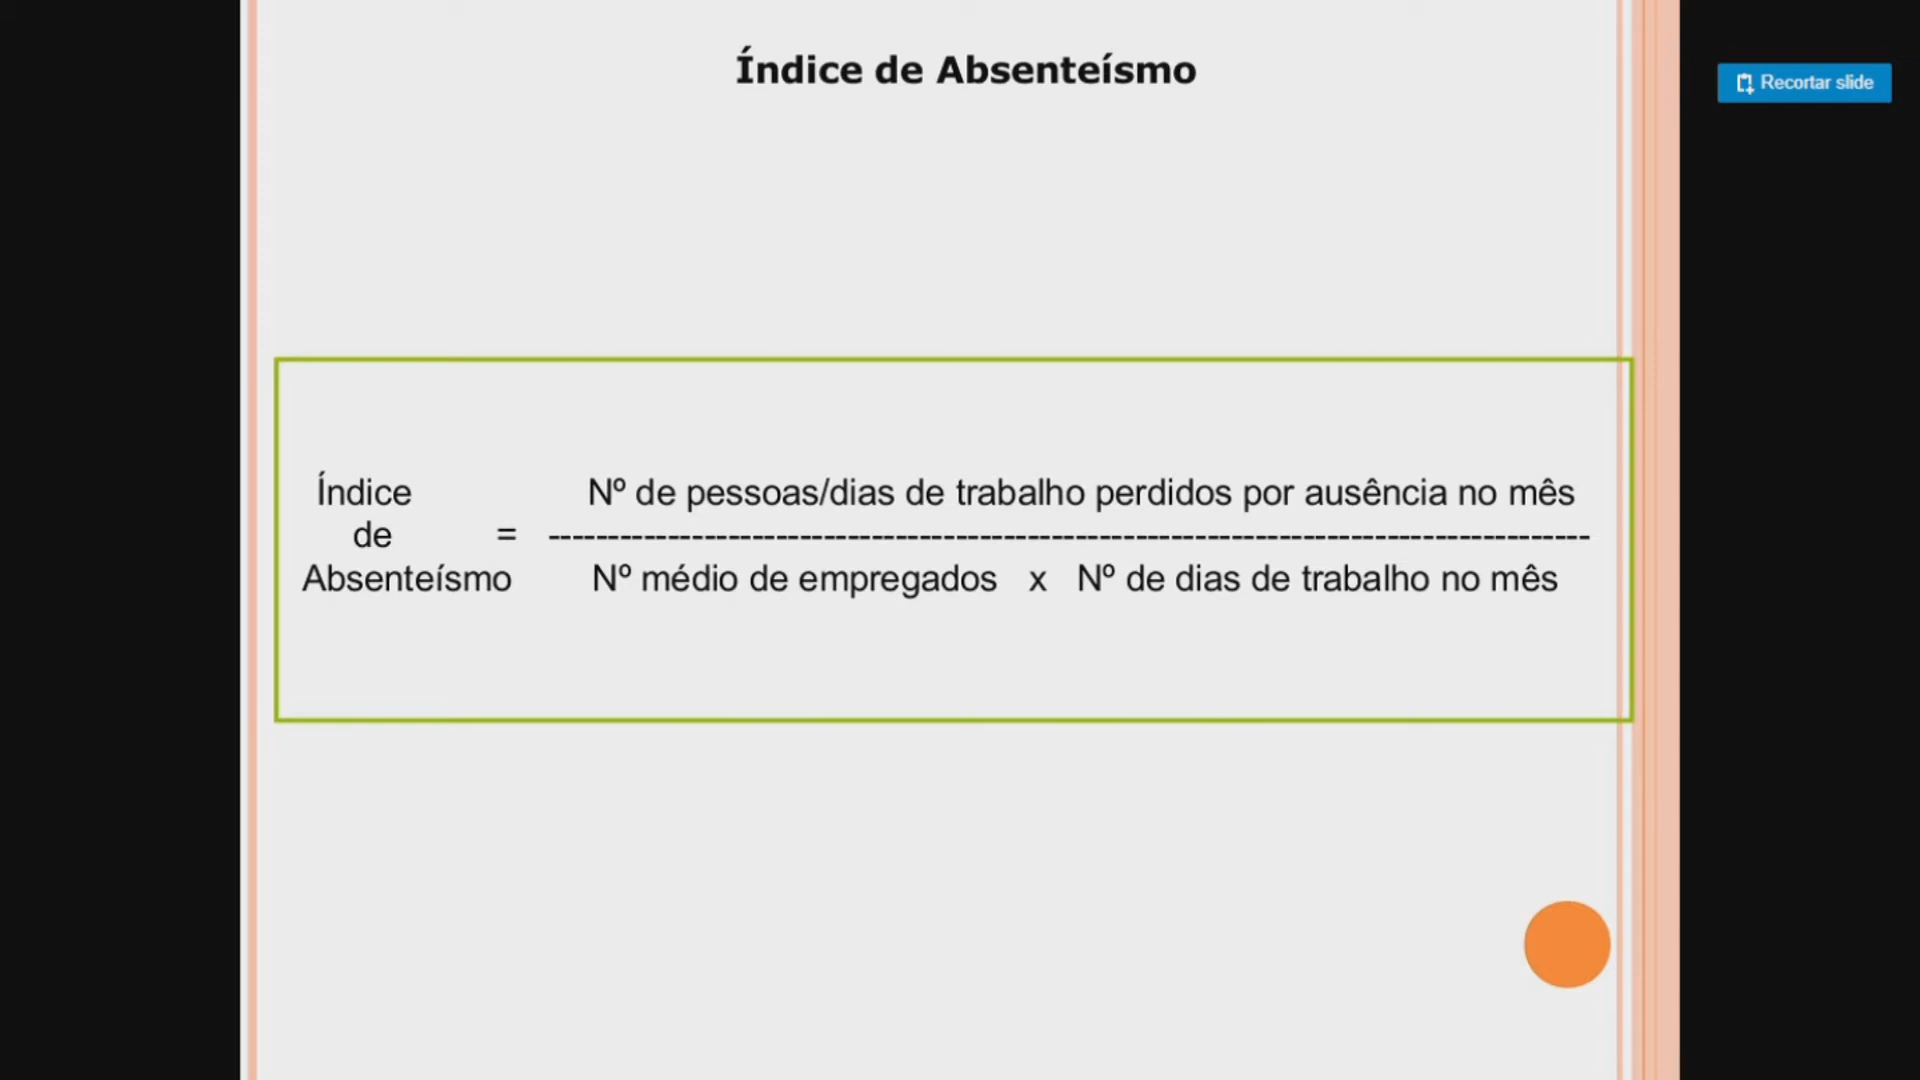 Índice de Absenteísmo
Recortar slide
Índice Nº de pessoas/dias de trabalho perdidos por ausência no mês
de = ----------------------------------------------------------------------------------------
Absenteísmo Nº médio de empregados x Nº de dias de trabalho no mês